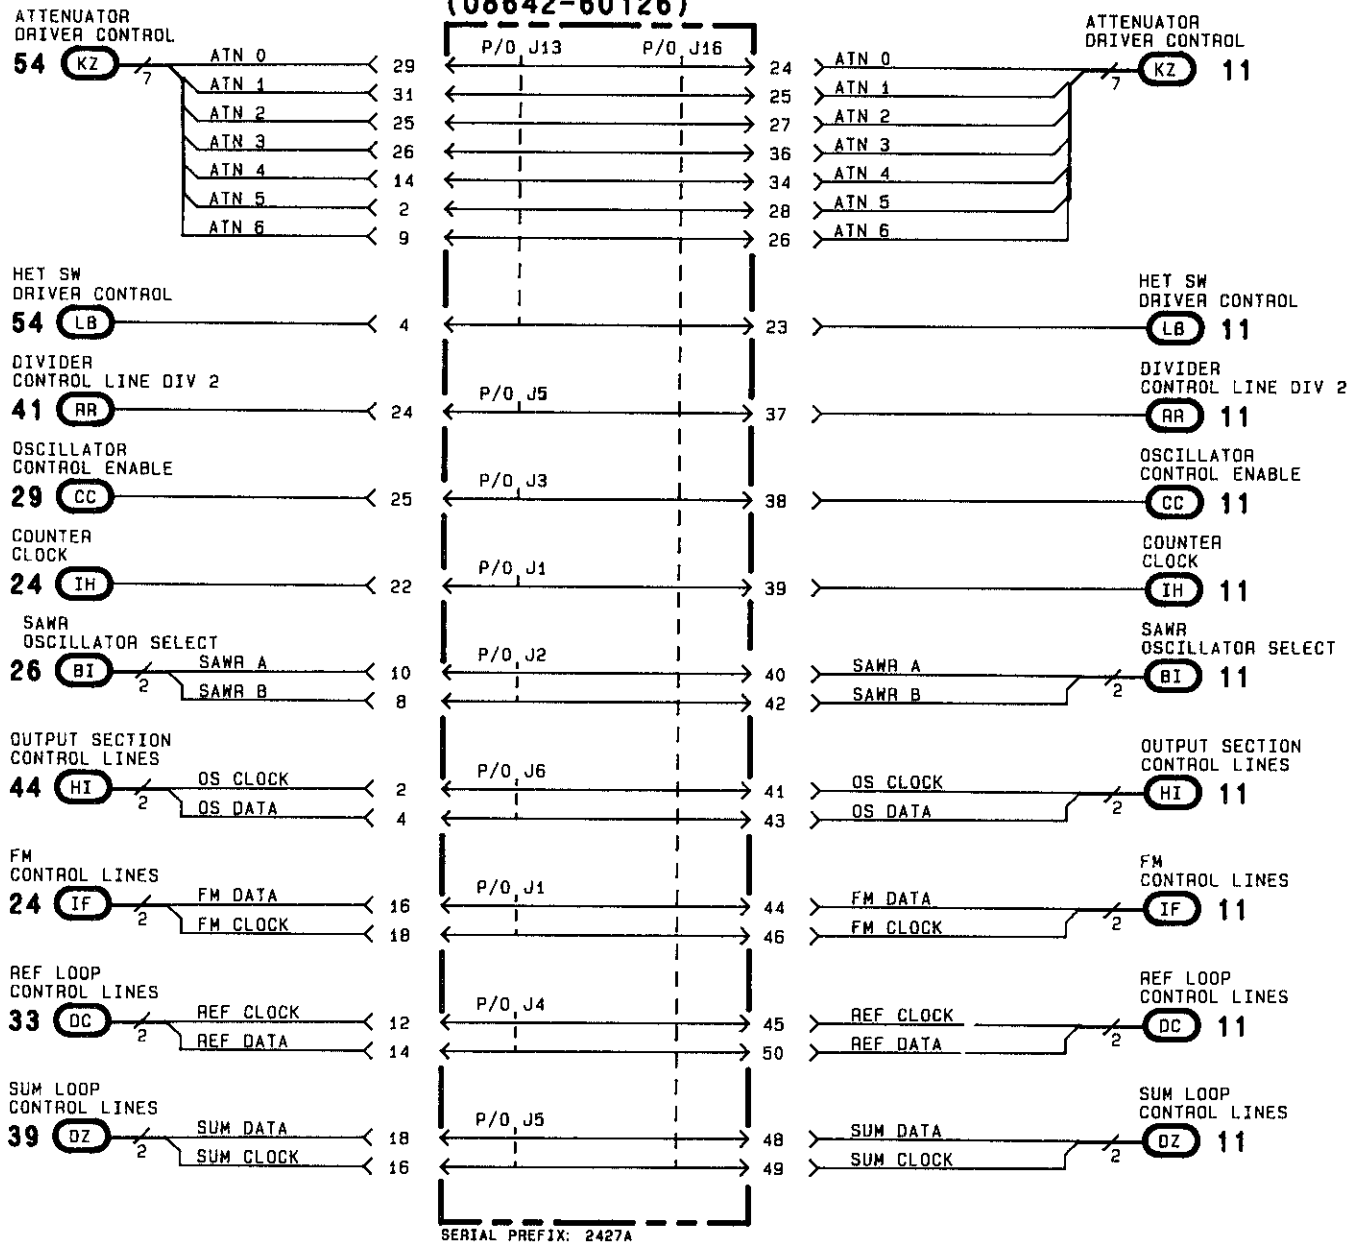 (08642-60126)
ATTENUATOR
DRIVER CONTROL
54 KZ 7 ATN 0 29 P/O J13 P/O J16 24 ATN 0
ATTENUATOR
DRIVER CONTROL
7 KZ 11
ATN 1 31 25 ATN 1
ATN 2 25 27 ATN 2
ATN 3 26 36 ATN 3
ATN 4 14 34 ATN 4
ATN 5 2 28 ATN 5
ATN 6 9 26 ATN 6
HET SW
DRIVER CONTROL
54 LB 4 23
HET SW
DRIVER CONTROL
LB 11
DIVIDER
CONTROL LINE DIV 2
41 RR 24 P/O J5 37
DIVIDER
CONTROL LINE DIV 2
RR 11
OSCILLATOR
CONTROL ENABLE
29 CC 25 P/O J3 38
OSCILLATOR
CONTROL ENABLE
CC 11
COUNTER
CLOCK
24 IH 22 P/O J1 39
COUNTER
CLOCK
IH 11
SAWR
OSCILLATOR SELECT
26 BI 2 SAWR A 10 P/O J2 40 SAWR A
SAWR B 8 42 SAWR B
SAWR
OSCILLATOR SELECT
2 BI 11
OUTPUT SECTION
CONTROL LINES
44 HI 2 OS CLOCK 2 P/O J6 41 OS CLOCK
OS DATA 4 43 OS DATA
OUTPUT SECTION
CONTROL LINES
2 HI 11
FM
CONTROL LINES
24 IF 2 FM DATA 16 P/O J1 44 FM DATA
FM CLOCK 18 46 FM CLOCK
FM
CONTROL LINES
2 IF 11
REF LOOP
CONTROL LINES
33 DC 2 REF CLOCK 12 P/O J4 45 REF CLOCK
REF DATA 14 50 REF DATA
REF LOOP
CONTROL LINES
2 DC 11
SUM LOOP
CONTROL LINES
39 DZ 2 SUM DATA 18 P/O J5 48 SUM DATA
SUM CLOCK 16 49 SUM CLOCK
SUM LOOP
CONTROL LINES
2 DZ 11
SERIAL PREFIX: 2427A